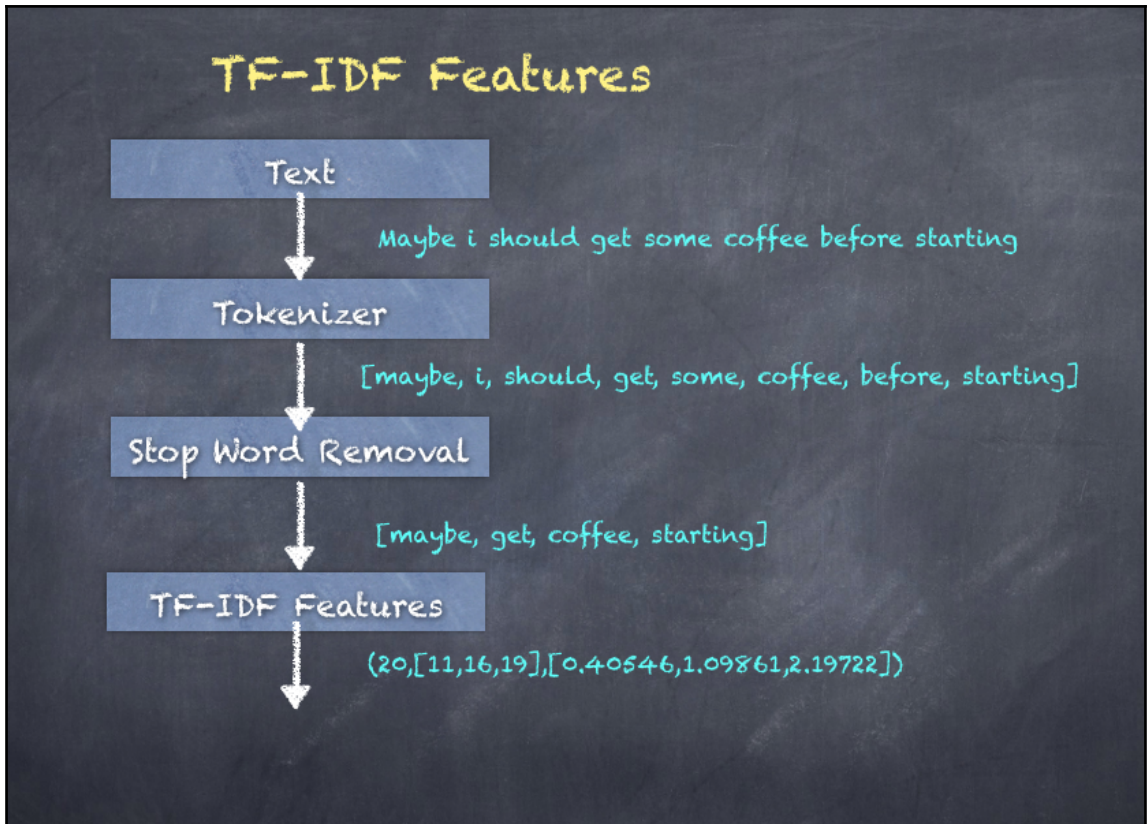 TF-IDF Features
Text
Maybe i should get some coffee before starting
Tokenizer
[maybe, i, should, get, some, coffee, before, starting]
Stop Word Removal
[maybe, get, coffee, starting]
TF-IDF Features
(20,[11,16,19],[0.40546,1.09861,2.19722])